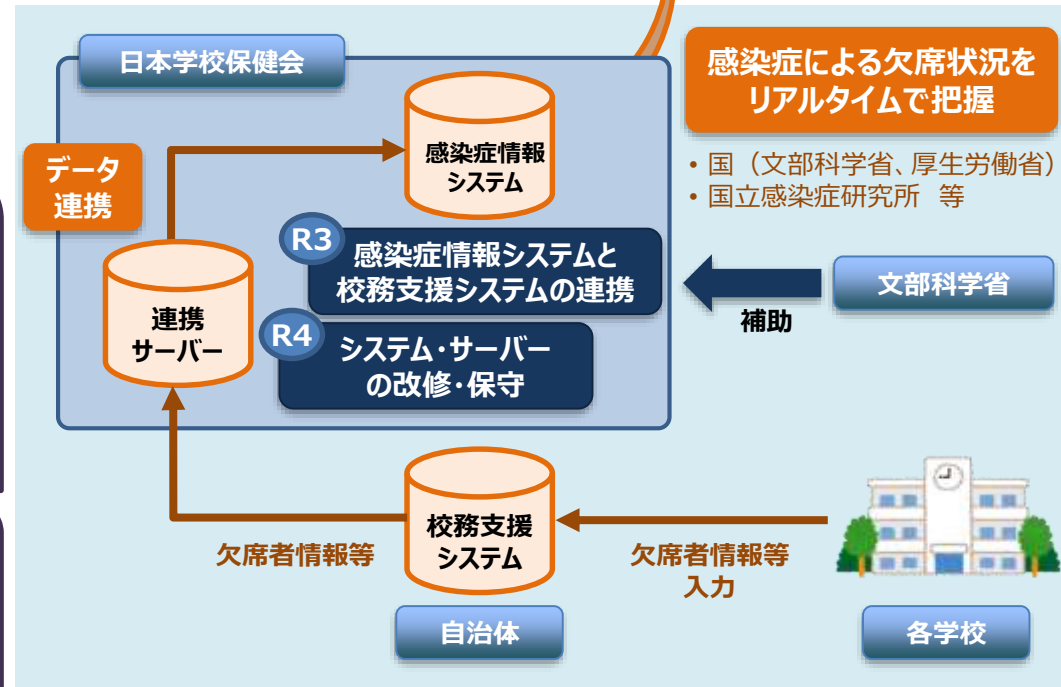 日本学校保健会
感染症による欠席状況を
リアルタイムで把握
・国（文部科学省、厚生労働省）
・国立感染症研究所 等
データ
連携
感染症情報
システム
R3
感染症情報システムと
校務支援システムの連携
文部科学省
補助
連携
サーバー
R4
システム・サーバー
の改修・保守
校務支援
システム
欠席者情報等
欠席者情報等
入力
自治体
各学校